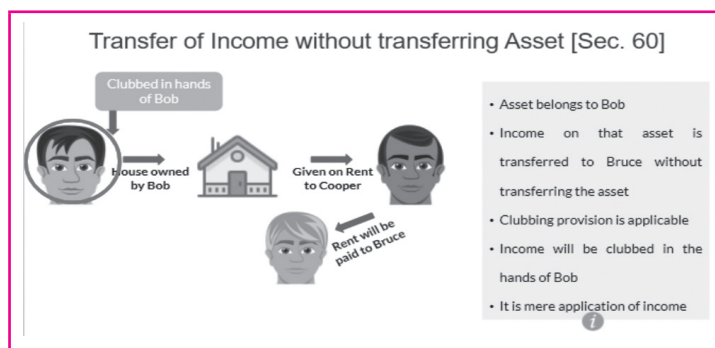 Transfer of Income without transferring Asset [Sec. 60]
Clubbed in hands
of Bob
House owned
by Bob
Given on Rent
to Cooper
Rent will be
paid to Bruce
• Asset belongs to Bob
• Income on that asset is
transferred to Bruce without
transferring the asset
• Clubbing provision is applicable
• Income will be clubbed in the
hands of Bob
• It is mere application of income
i